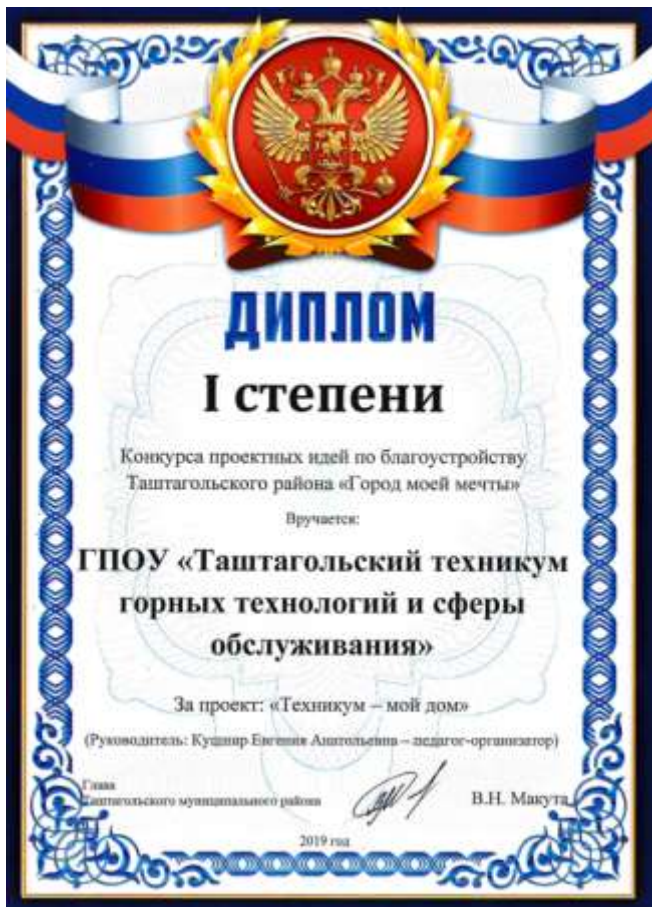 ДИПЛОМ
I степени
Конкурса проектных идей по благоустройству
Таштагольского района «Город моей мечты»
Вручается:
ГПОУ «Таштагольский техникум
горных технологий и сферы
обслуживания»
За проект: «Техникум – мой дом»
(Руководитель: Кушнир Евгения Анатольевна – педагог-организатор)
Глава
Таштагольского муниципального района
В.Н. Макута
2019 год